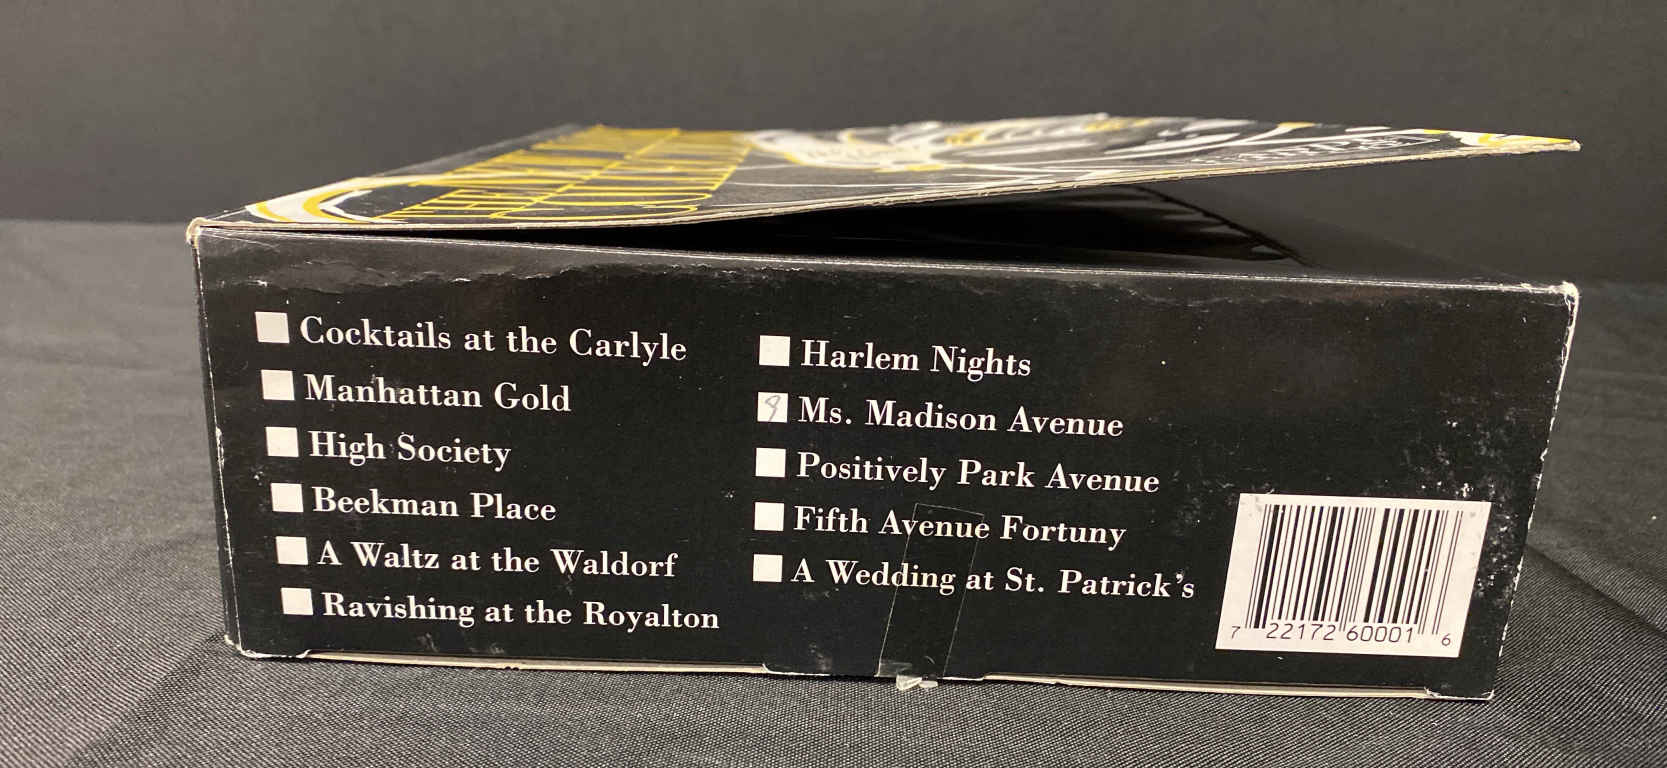 Cocktails at the Carlyle
Manhattan Gold
High Society
Beekman Place
A Waltz at the Waldorf
Ravishing at the Royalton
Harlem Nights
9 Ms. Madison Avenue
Positively Park Avenue
Fifth Avenue Fortuny
A Wedding at St. Patrick's
7 22172 60001 6